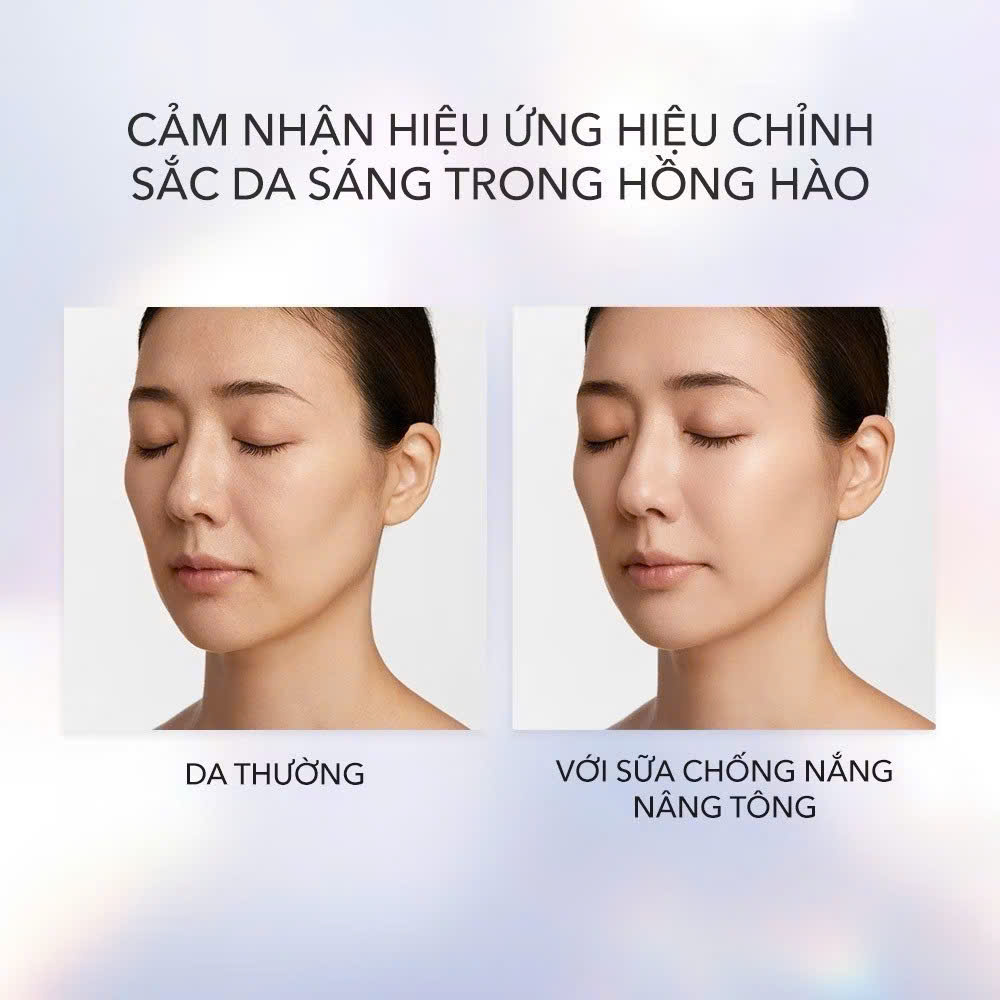 CẢM NHẬN HIỆU ỨNG HIỆU CHỈNH
SẮC DA SÁNG TRONG HỒNG HÀO
DA THƯỜNG
VỚI SỮA CHỐNG NẮNG
NÂNG TÔNG